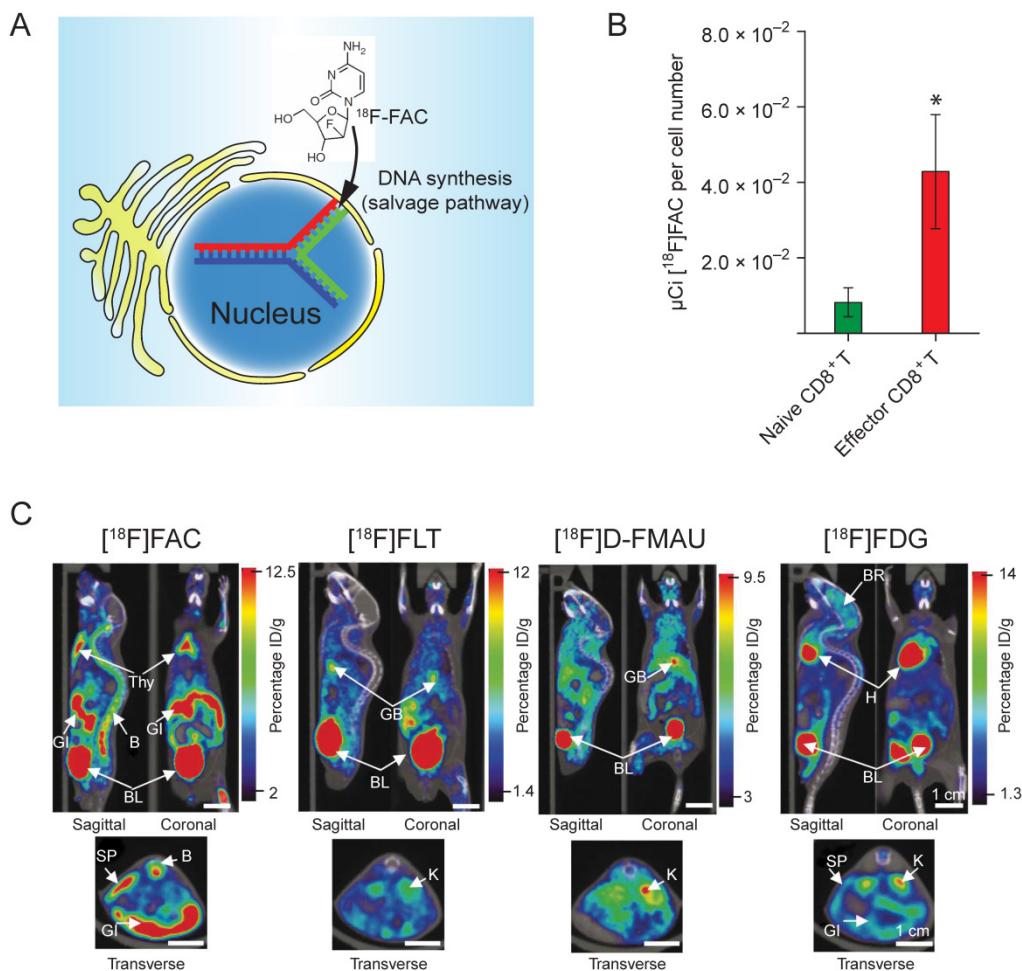 A
NH₂
N
O
N
HO
O
F
HO
¹⁸F-FAC
DNA synthesis
(salvage pathway)
Nucleus
B
µCi [¹⁸F]FAC per cell number
8.0 × 10⁻²
6.0 × 10⁻²
4.0 × 10⁻²
2.0 × 10⁻²
*
Naive CD8⁺T
Effector CD8⁺T
C
[¹⁸F]FAC
Thy
GI
GI
B
BL
12.5
Percentage ID/g
2
Sagittal Coronal
[¹⁸F]FLT
GB
BL
12
Percentage ID/g
1.4
Sagittal Coronal
[¹⁸F]D-FMAU
GB
BL
9.5
Percentage ID/g
3
Sagittal Coronal
[¹⁸F]FDG
BR
H
BL
1 cm
14
Percentage ID/g
1.3
Sagittal Coronal
SP
B
GI
Transverse
K
Transverse
K
Transverse
SP
K
GI
1 cm
Transverse